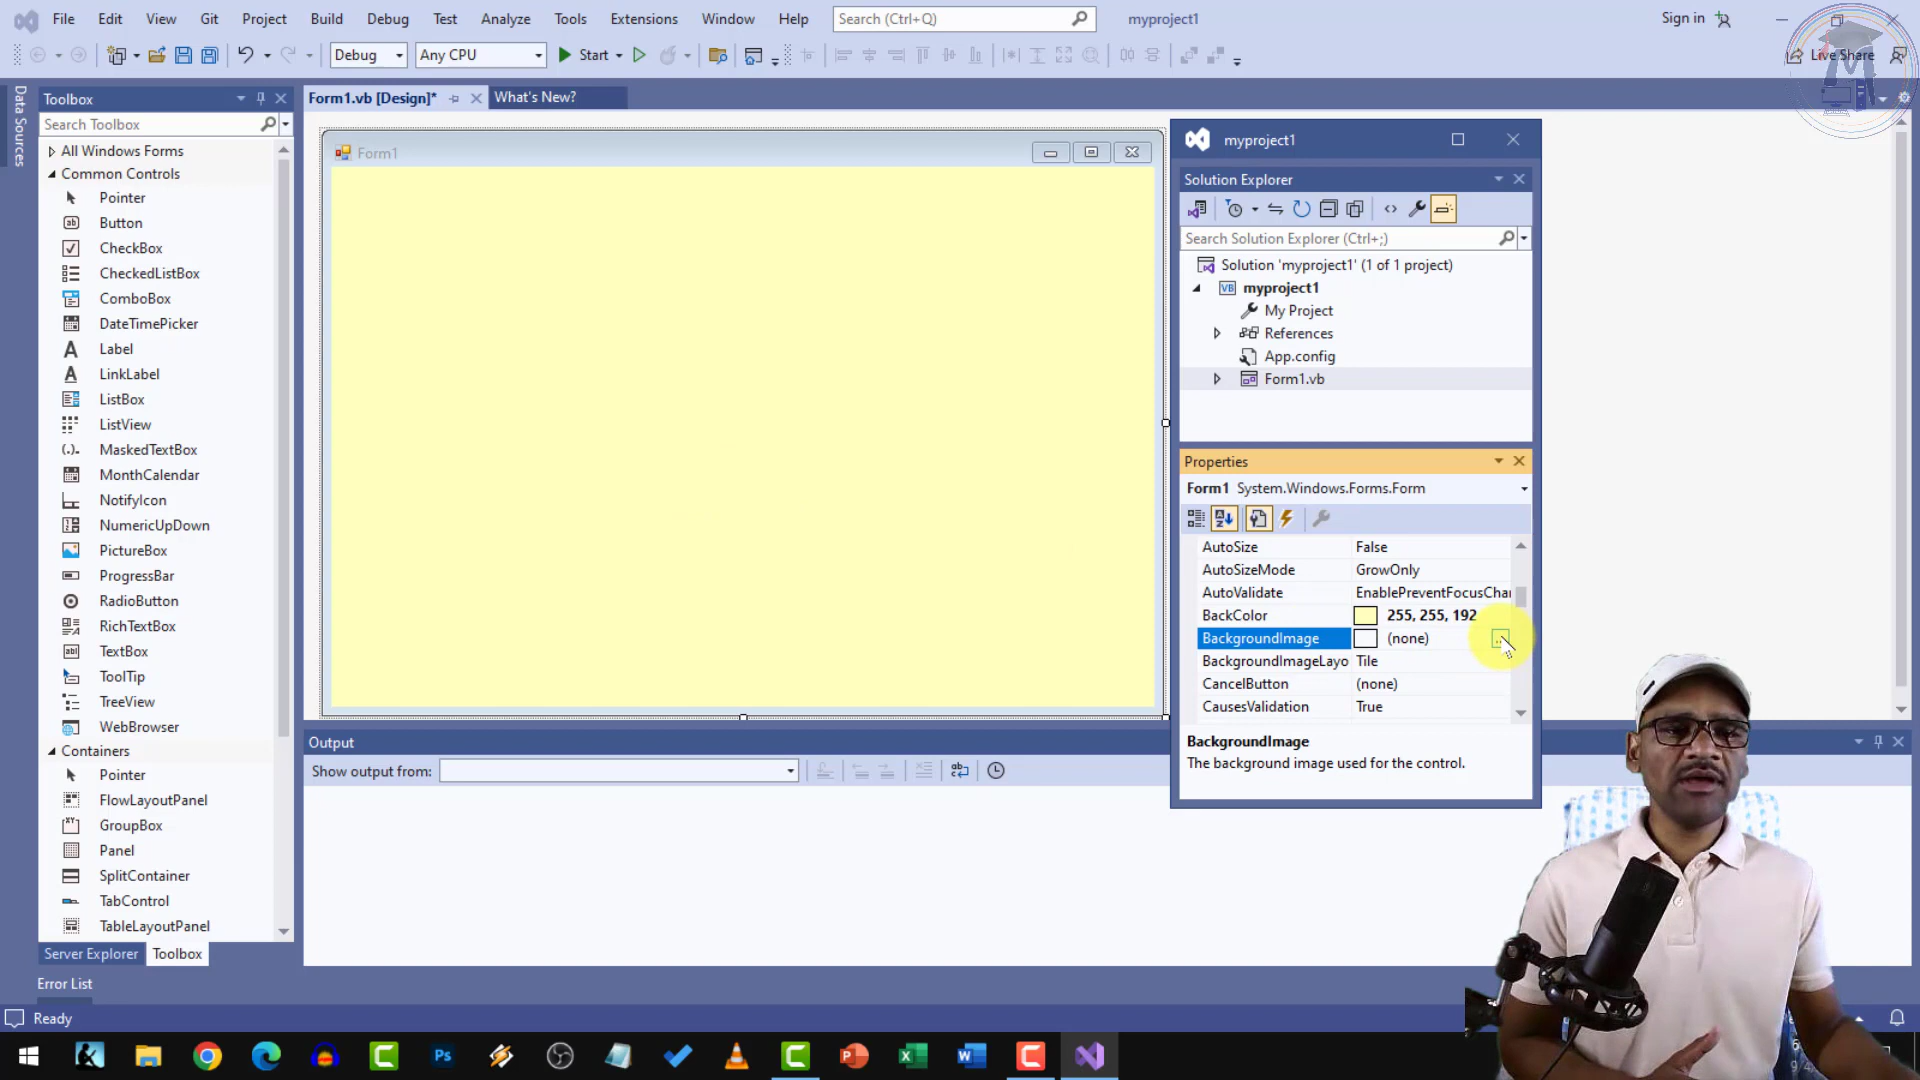 File Edit View Git Project Build Debug Test Analyze Tools Extensions Window Help Search (Ctrl+Q) myproject1 Sign in
Debug Any CPU Start Live Share
Data Sources
Toolbox
Search Toolbox
All Windows Forms
Common Controls
Pointer
Button
CheckBox
CheckedListBox
ComboBox
DateTimePicker
Label
LinkLabel
ListBox
ListView
MaskedTextBox
MonthCalendar
NotifyIcon
NumericUpDown
PictureBox
ProgressBar
RadioButton
RichTextBox
TextBox
ToolTip
TreeView
WebBrowser
Containers
Pointer
FlowLayoutPanel
GroupBox
Panel
SplitContainer
TabControl
TableLayoutPanel
Server Explorer Toolbox
Error List
Ready
Form1.vb [Design]* What's New?
Form1
myproject1
Solution Explorer
Search Solution Explorer (Ctrl+;)
Solution 'myproject1' (1 of 1 project)
VB myproject1
My Project
References
App.config
Form1.vb
Properties
Form1 System.Windows.Forms.Form
AutoSize False
AutoSizeMode GrowOnly
AutoValidate EnablePreventFocusChan
BackColor 255, 255, 192
BackgroundImage (none)
BackgroundImageLayo Tile
CancelButton (none)
CausesValidation True
BackgroundImage
The background image used for the control.
Output
Show output from: